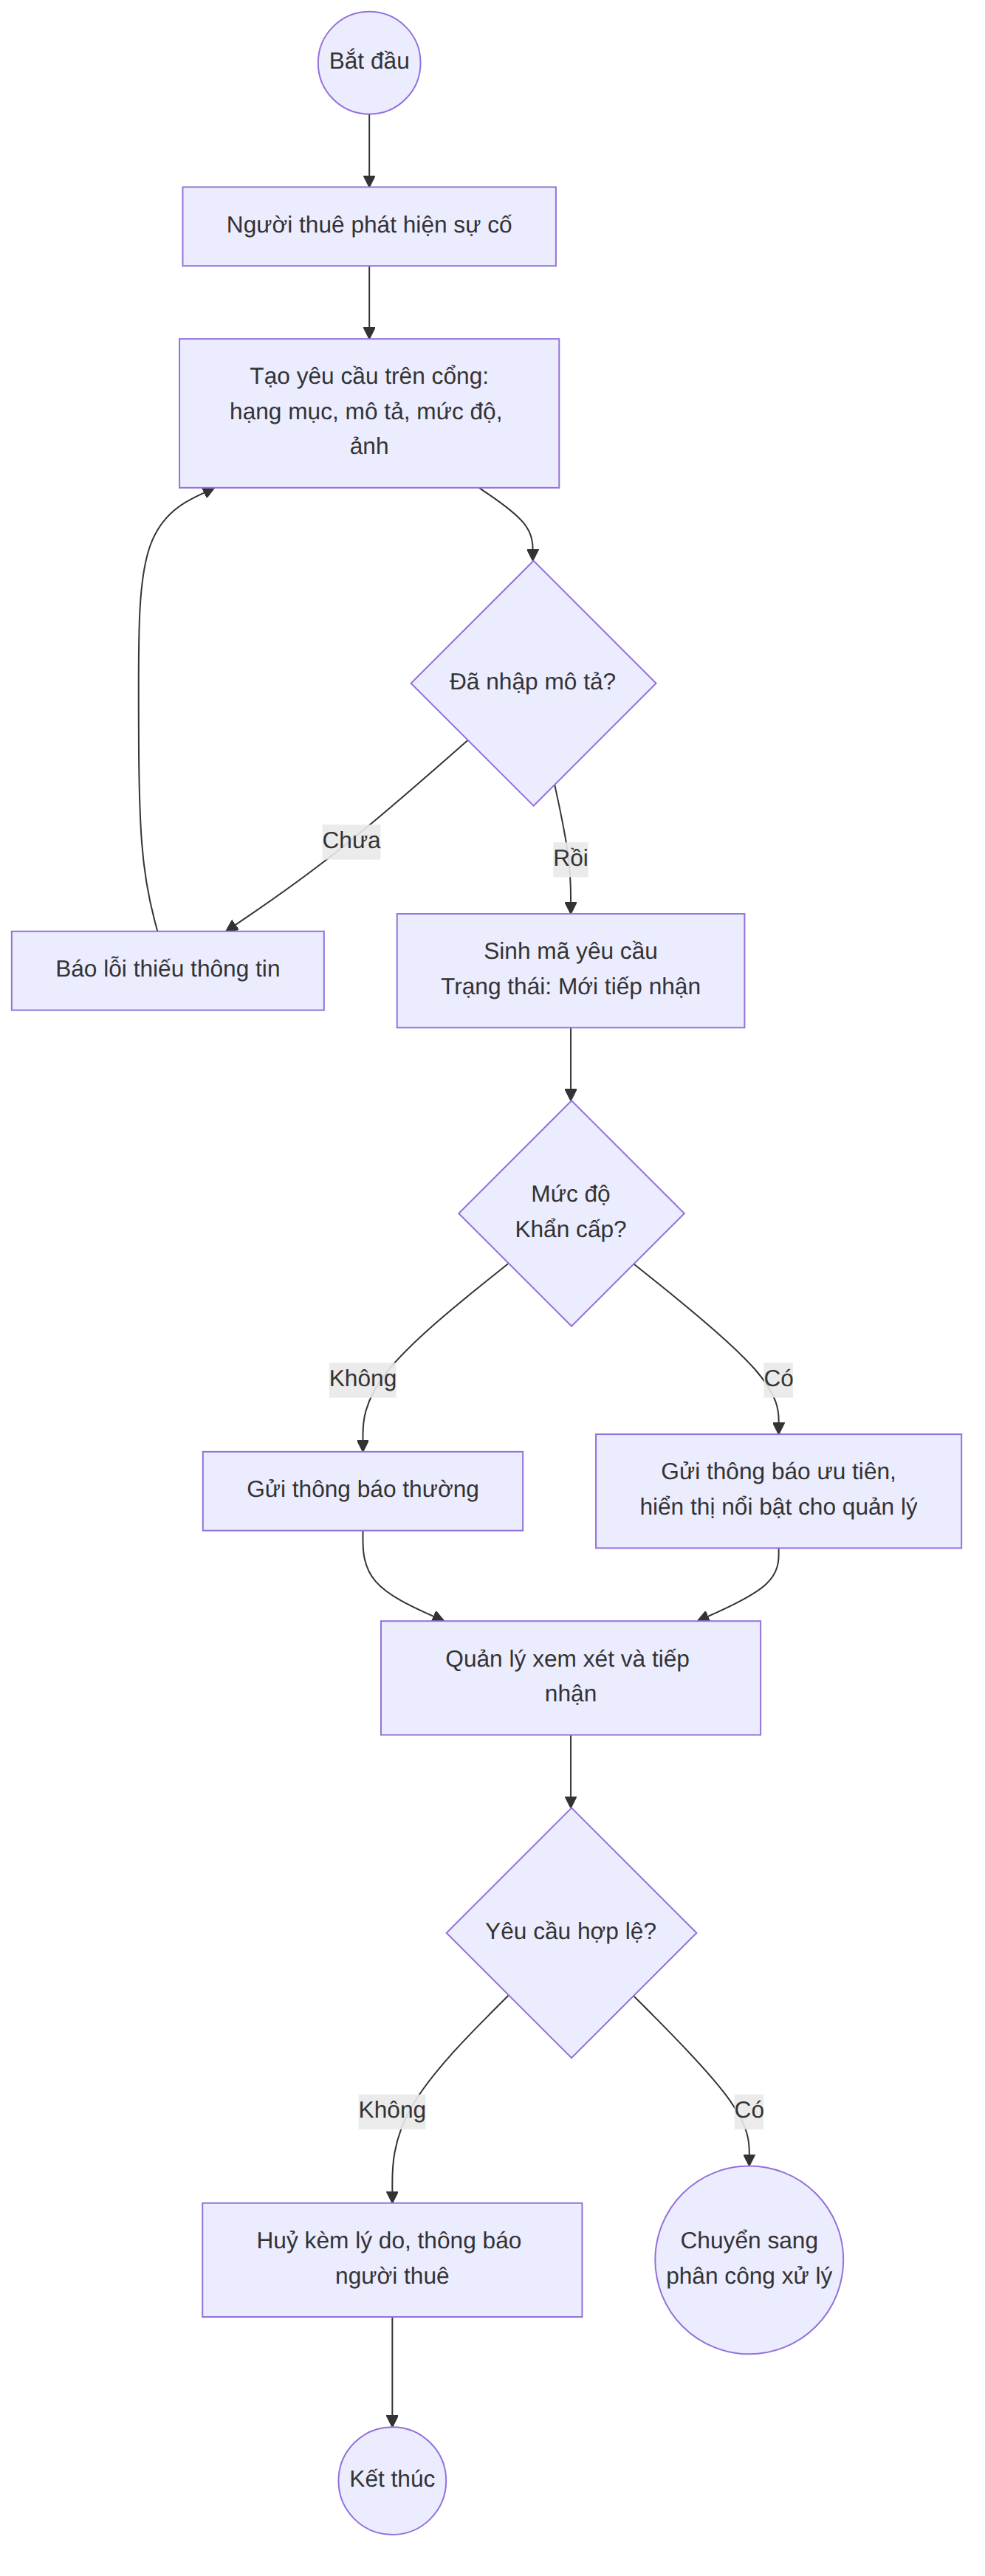 Bắt đầu
Người thuê phát hiện sự cố
Tạo yêu cầu trên cổng:
hạng mục, mô tả, mức độ,
ảnh
Đã nhập mô tả?
Chưa
Rồi
Báo lỗi thiếu thông tin
Sinh mã yêu cầu
Trạng thái: Mới tiếp nhận
Mức độ
Khẩn cấp?
Không
Có
Gửi thông báo thường
Gửi thông báo ưu tiên,
hiển thị nổi bật cho quản lý
Quản lý xem xét và tiếp
nhận
Yêu cầu hợp lệ?
Không
Có
Huỷ kèm lý do, thông báo
người thuê
Chuyển sang
phân công xử lý
Kết thúc